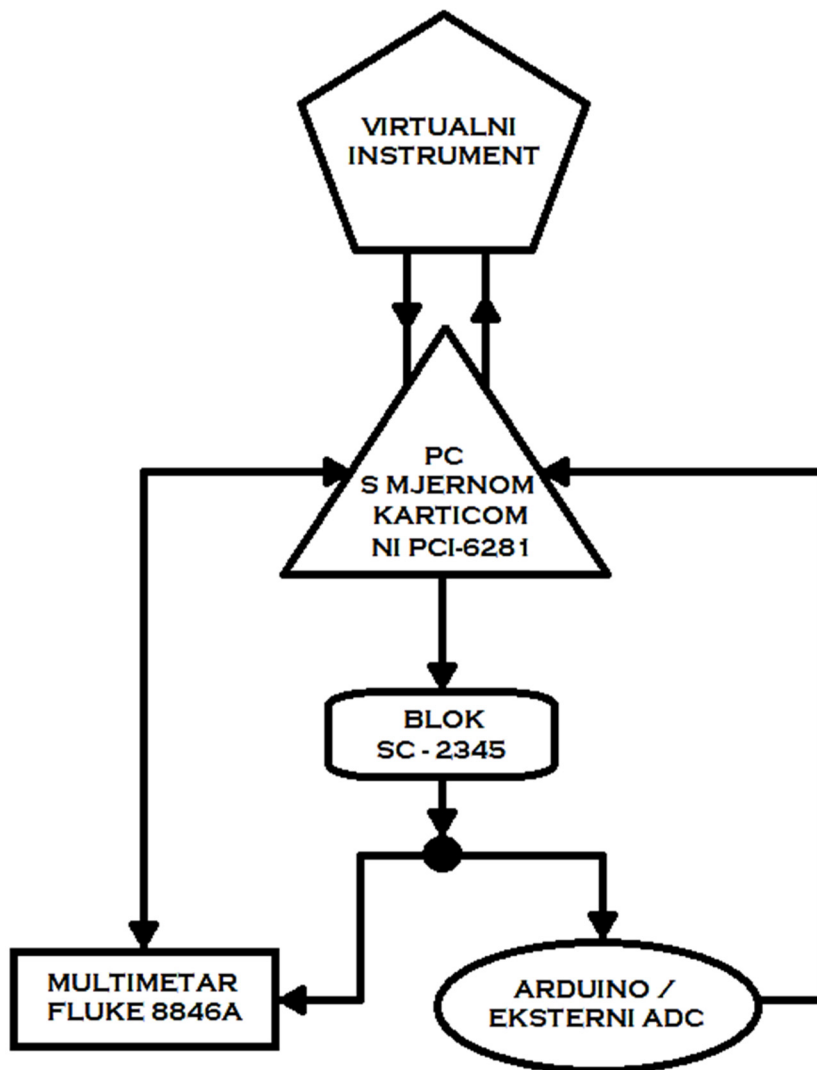 VIRTUALNI
INSTRUMENT
PC
S MJERNOM
KARTICOM
NI PCI-6281
BLOK
SC - 2345
MULTIMETAR
FLUKE 8846A
ARDUINO /
EKSTERNI ADC